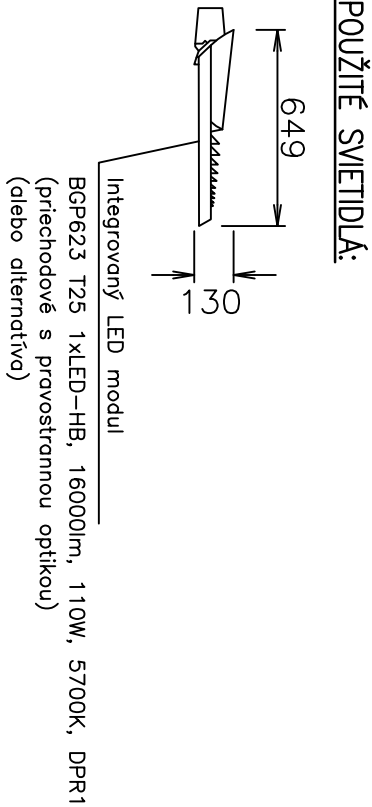 POUŽITÉ SVIETIDLÁ:
649
130
Integrovaný LED modul
BGP623 T25 1xLED-HB, 16000lm, 110W, 5700K, DPR1
(priechodové s pravostrannou optikou)
(alebo alternatíva)